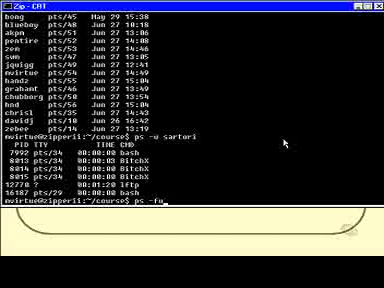 Zip - CAT
bong pts/45 May 29 15:38
blueboy pts/48 Jun 27 10:18
akpm pts/51 Jun 27 13:06
pentire pts/52 Jun 27 14:08
zem pts/53 Jun 27 14:46
swn pts/47 Jun 27 13:05
jquigg pts/49 Jun 27 12:41
mvirtue pts/54 Jun 27 14:49
handz pts/55 Jun 27 15:04
grahamt pts/46 Jun 27 13:49
chubborg pts/50 Jun 27 13:54
hnd pts/56 Jun 27 15:04
chrisl pts/35 Jun 27 14:43
davidj pts/10 Jun 26 16:42
zebee pts/14 Jun 27 13:19
mvirtue@zipperii:~/course$ ps -u sartori
PID TTY TIME CMD
7992 pts/34 00:00:00 bash
8013 pts/34 00:00:03 BitchX
8014 pts/34 00:00:00 BitchX
8015 pts/34 00:00:00 BitchX
12770 ? 00:01:20 lftp
16187 pts/29 00:00:00 bash
mvirtue@zipperii:~/course$ ps -fu